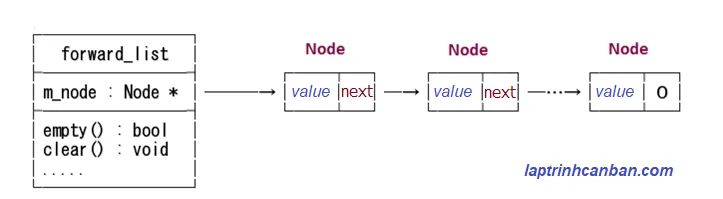 forward_list
m_node : Node *
empty() : bool
clear() : void
.....
Node
value next
Node
value next
...
Node
value 0
laptrinhcanban.com